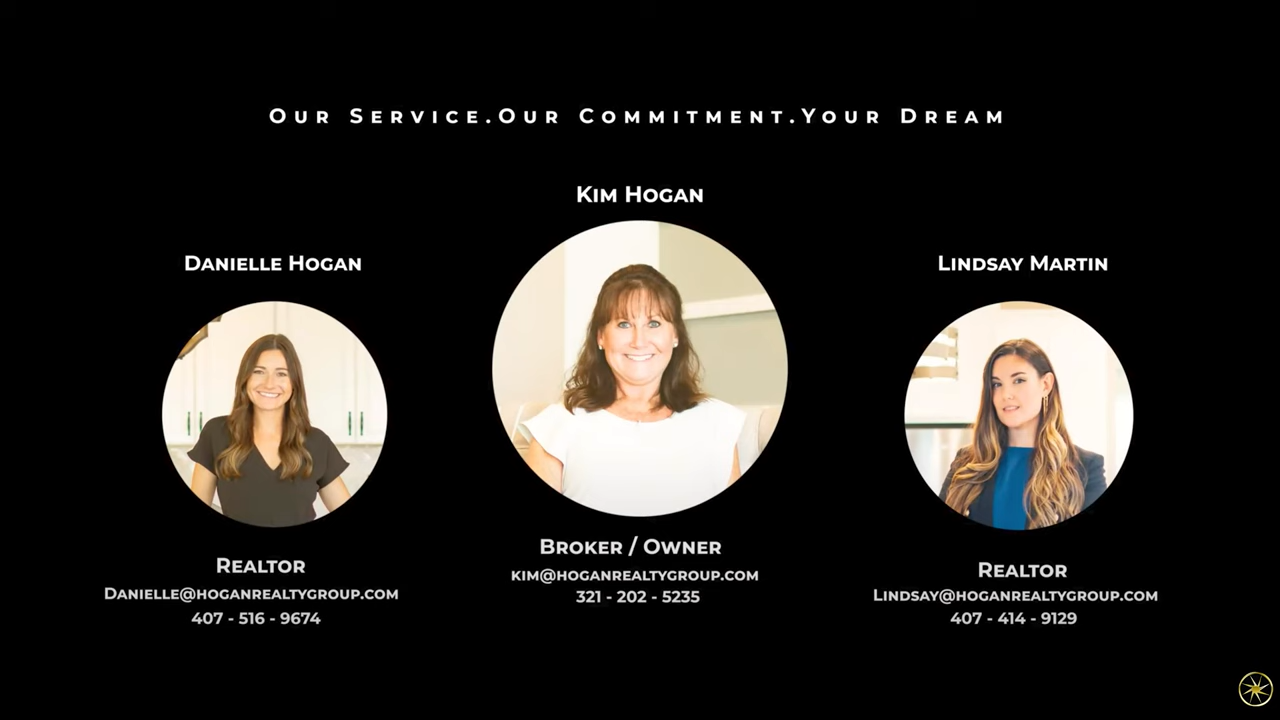 Our Service.Our Commitment.Your Dream
Kim Hogan
Danielle Hogan
Lindsay Martin
Broker / Owner
kim@hoganrealtygroup.com
321 - 202 - 5235
Realtor
Danielle@hoganrealtygroup.com
407 - 516 - 9674
Realtor
Lindsay@hoganrealtygroup.com
407 - 414 - 9129